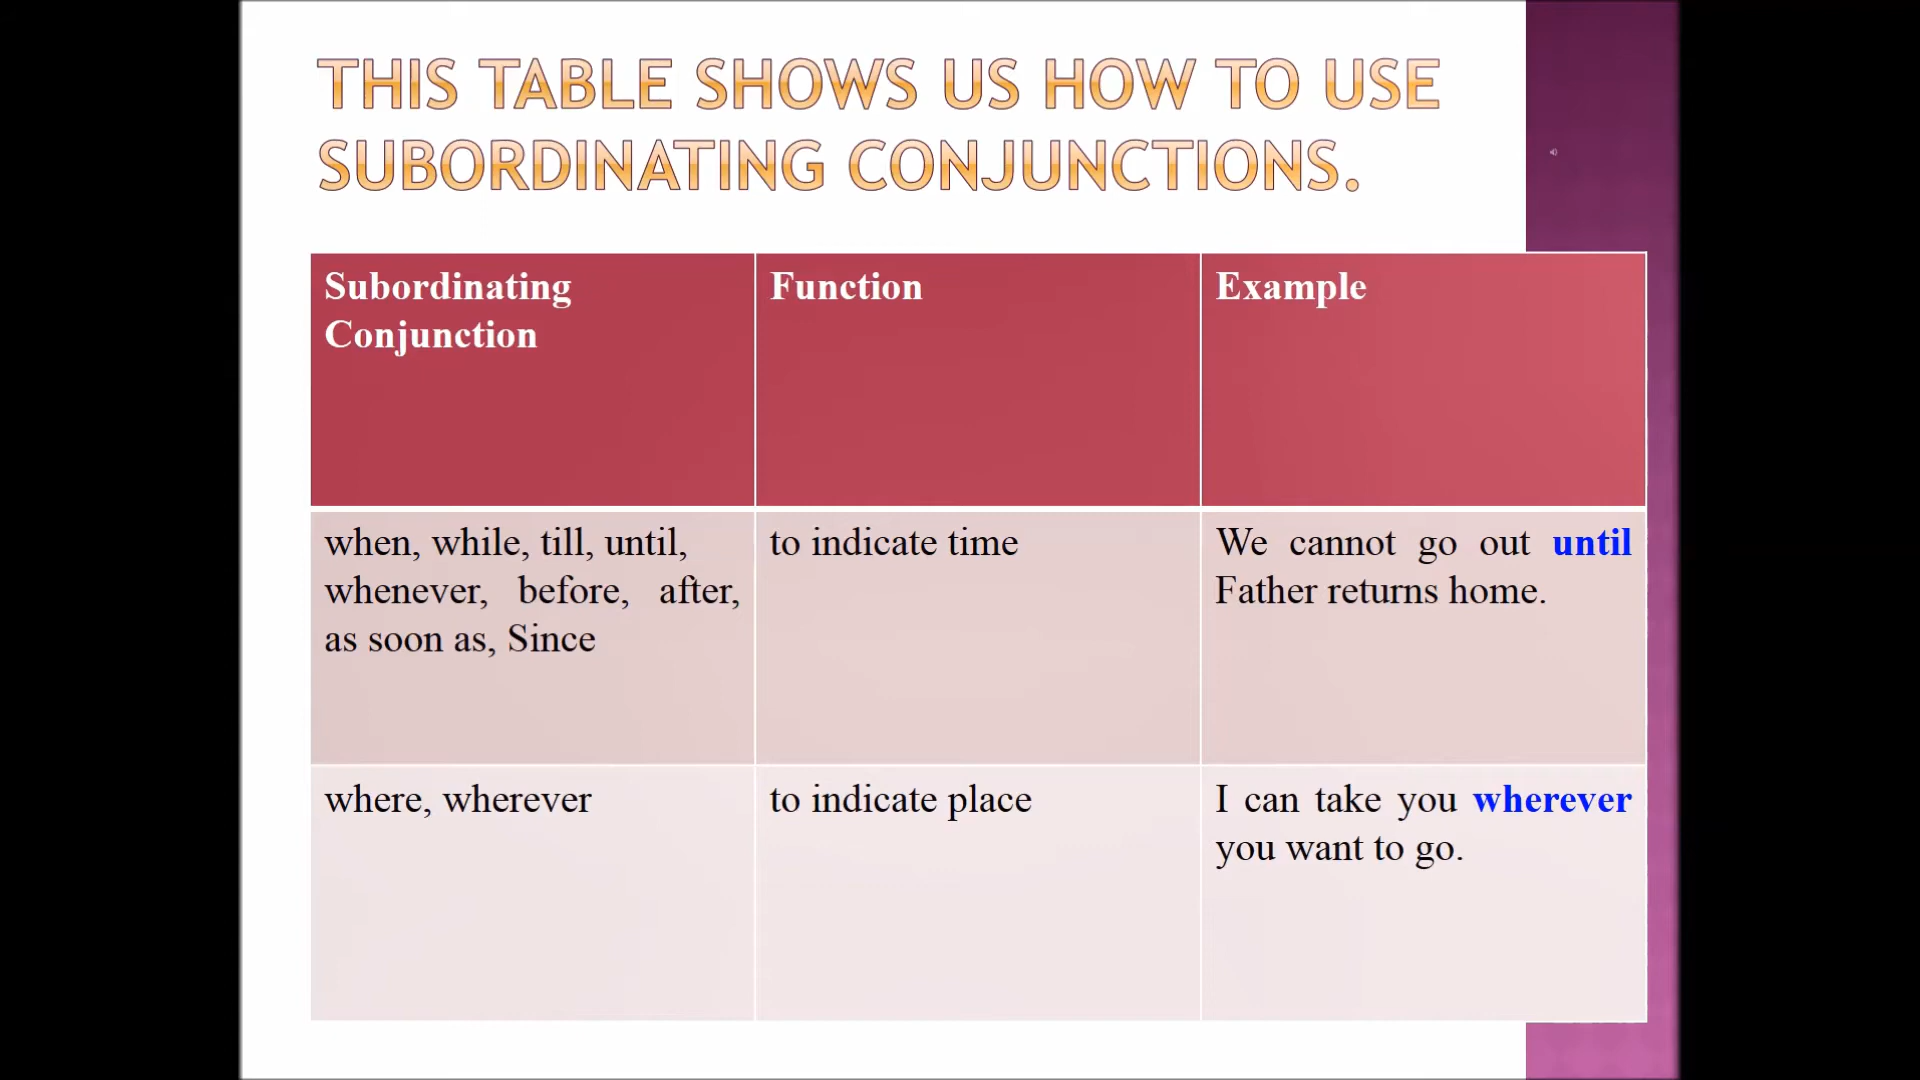 THIS TABLE SHOWS US HOW TO USE
SUBORDINATING CONJUNCTIONS.
Subordinating
Conjunction
Function
Example
when, while, till, until,
whenever, before, after,
as soon as, Since
to indicate time
We cannot go out until
Father returns home.
where, wherever
to indicate place
I can take you wherever
you want to go.